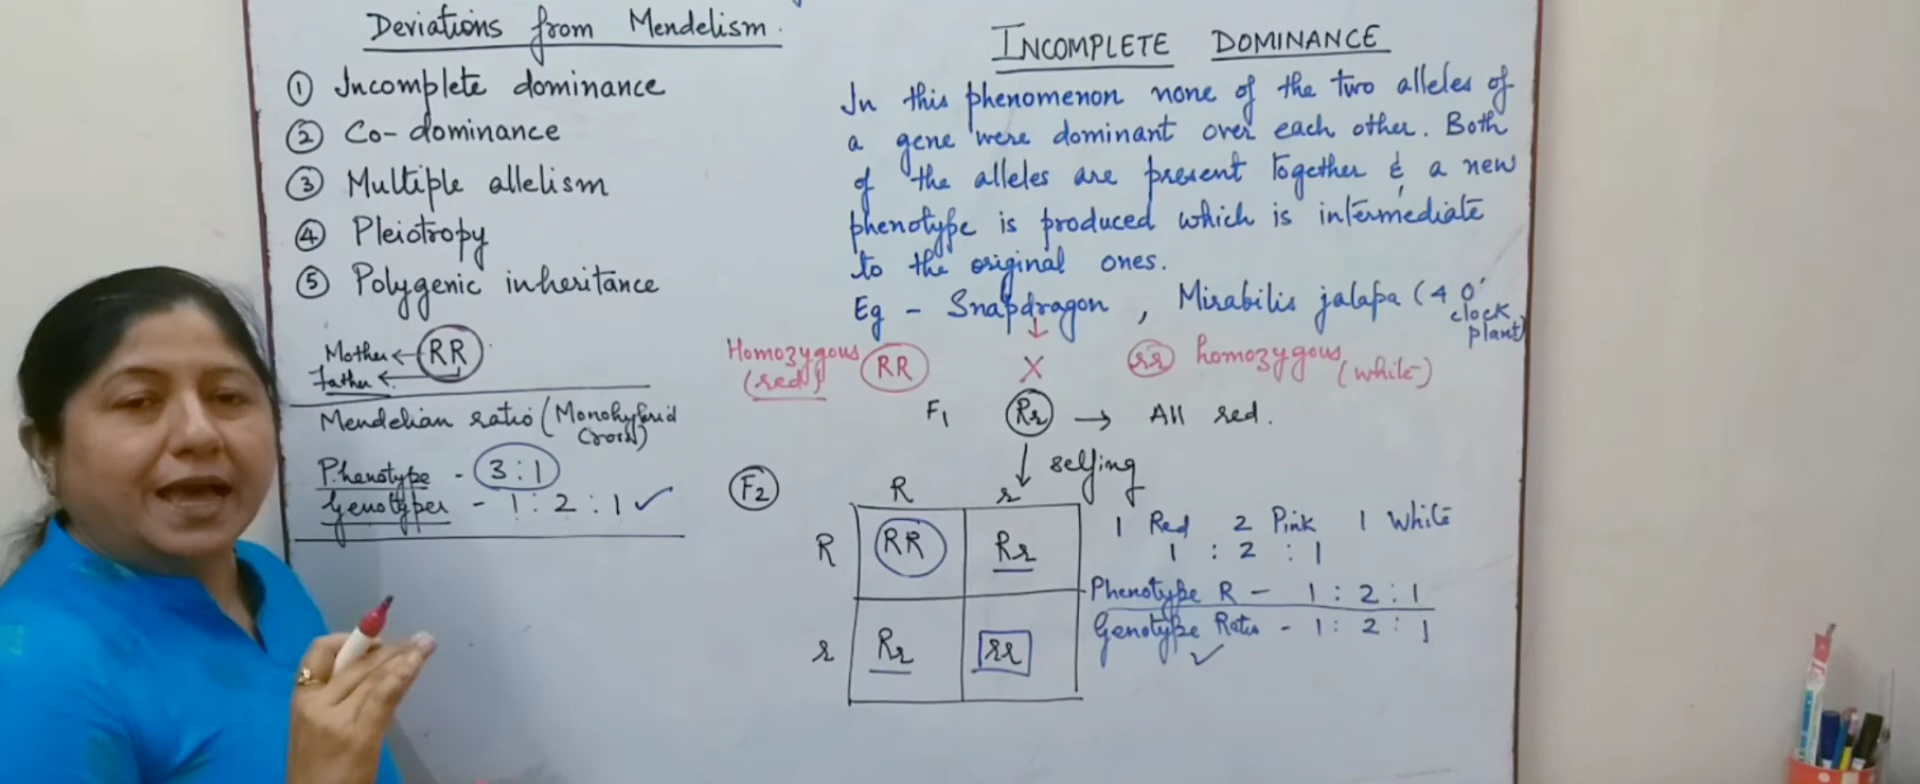 Deviations from Mendelism.
① Incomplete dominance
② Co-dominance
③ Multiple allelism
④ Pleiotropy
⑤ Polygenic inheritance
Mother ← RR
Father ←
Mendelian ratio (Monohybrid
Cross)
Phenotype - 3:1
Genotypes - 1:2:1 ✓
INCOMPLETE DOMINANCE
In this phenomenon none of the two alleles of
a gene were dominant over each other. Both
of the alleles are present together & a new
phenotype is produced which is intermediate
to the original ones.
Eg - Snapdragon, Mirabilis jalapa (4 O'
clock
plant)
↓
Homozygous RR X rr homozygous
(red) (white)
F1 Rr → All red.
↓ selfing
F2
R r
R RR Rr
r Rr rr
1 Red 2 Pink 1 White
1 : 2 : 1
Phenotype R - 1:2:1
Genotype Ratio - 1:2:1
✓